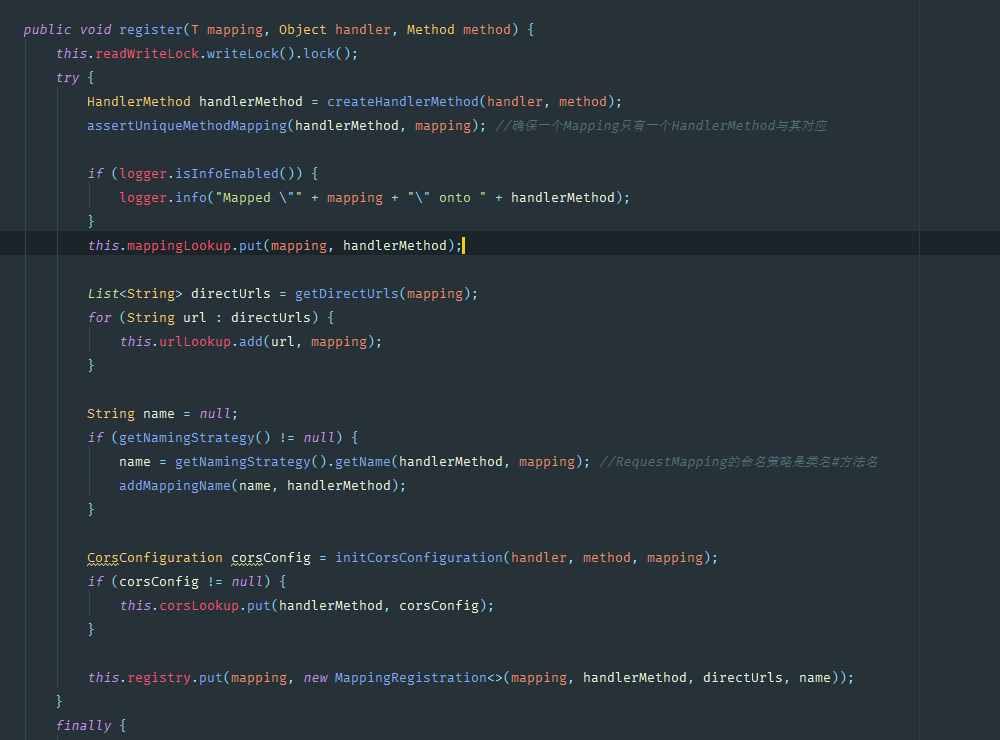 public void register(T mapping, Object handler, Method method) {
this.readWriteLock.writeLock().lock();
try {
HandlerMethod handlerMethod = createHandlerMethod(handler, method);
assertUniqueMethodMapping(handlerMethod, mapping); //确保一个Mapping只有一个HandlerMethod与其对应
if (logger.isInfoEnabled()) {
logger.info("Mapped \"" + mapping + "\" onto " + handlerMethod);
}
this.mappingLookup.put(mapping, handlerMethod);
List<String> directUrls = getDirectUrls(mapping);
for (String url : directUrls) {
this.urlLookup.add(url, mapping);
}
String name = null;
if (getNamingStrategy() != null) {
name = getNamingStrategy().getName(handlerMethod, mapping); //RequestMapping的命名策略是类名#方法名
addMappingName(name, handlerMethod);
}
CorsConfiguration corsConfig = initCorsConfiguration(handler, method, mapping);
if (corsConfig != null) {
this.corsLookup.put(handlerMethod, corsConfig);
}
this.registry.put(mapping, new MappingRegistration<>(mapping, handlerMethod, directUrls, name));
}
finally {